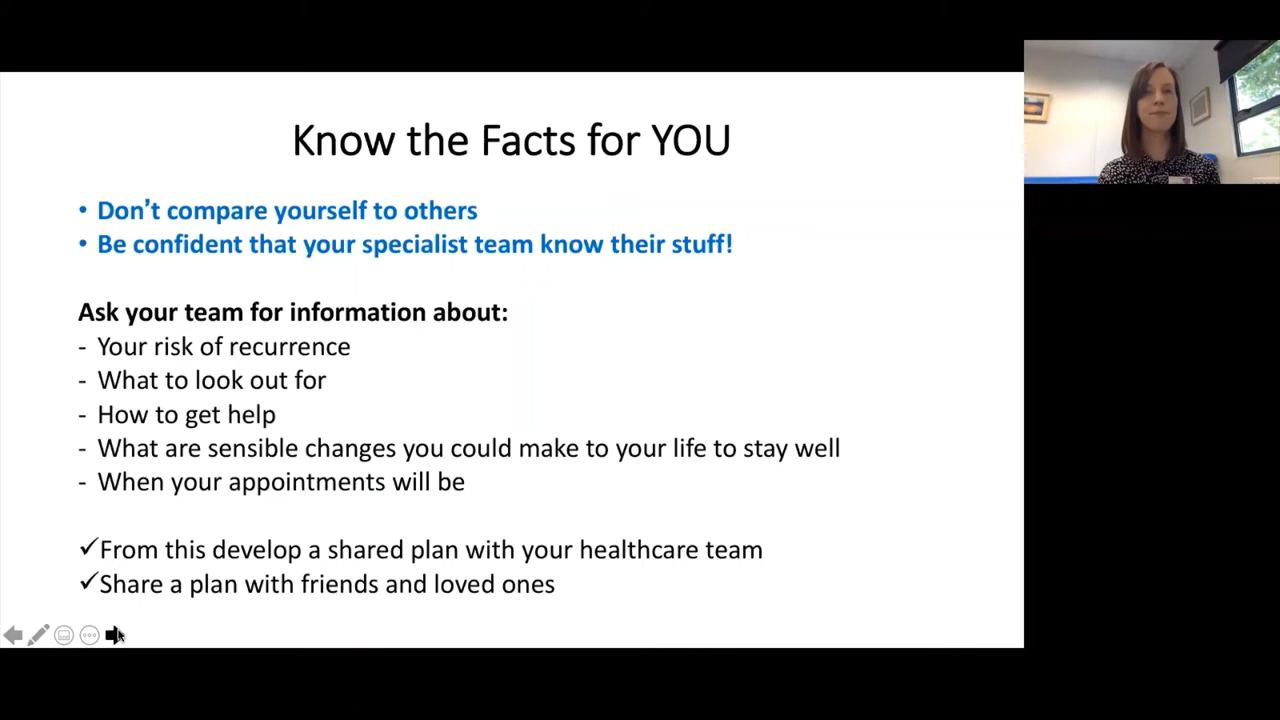 Know the Facts for YOU
• Don’t compare yourself to others
• Be confident that your specialist team know their stuff!
Ask your team for information about:
- Your risk of recurrence
- What to look out for
- How to get help
- What are sensible changes you could make to your life to stay well
- When your appointments will be
✓From this develop a shared plan with your healthcare team
✓Share a plan with friends and loved ones